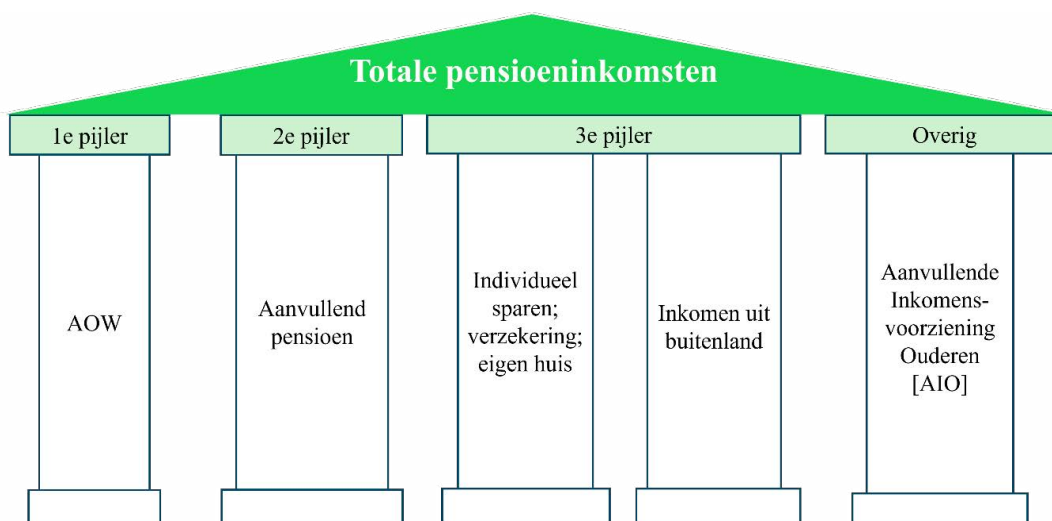 Totale pensioeninkomsten
1e pijler
2e pijler
3e pijler
Overig
AOW
Aanvullend
pensioen
Individueel
sparen;
verzekering;
eigen huis
Inkomen uit
buitenland
Aanvullende
Inkomens-
voorziening
Ouderen
[AIO]